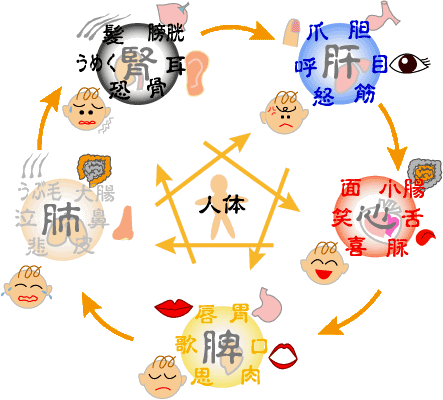 髪 膀胱
うめく 腎 耳
恐 骨
爪 胆
呼 肝 目
怒 筋
面 小腸
笑 心 舌
喜 脈
唇 胃
歌 脾 口
思 肉
うぶ毛 大腸
泣 肺 鼻
悲 皮
人体